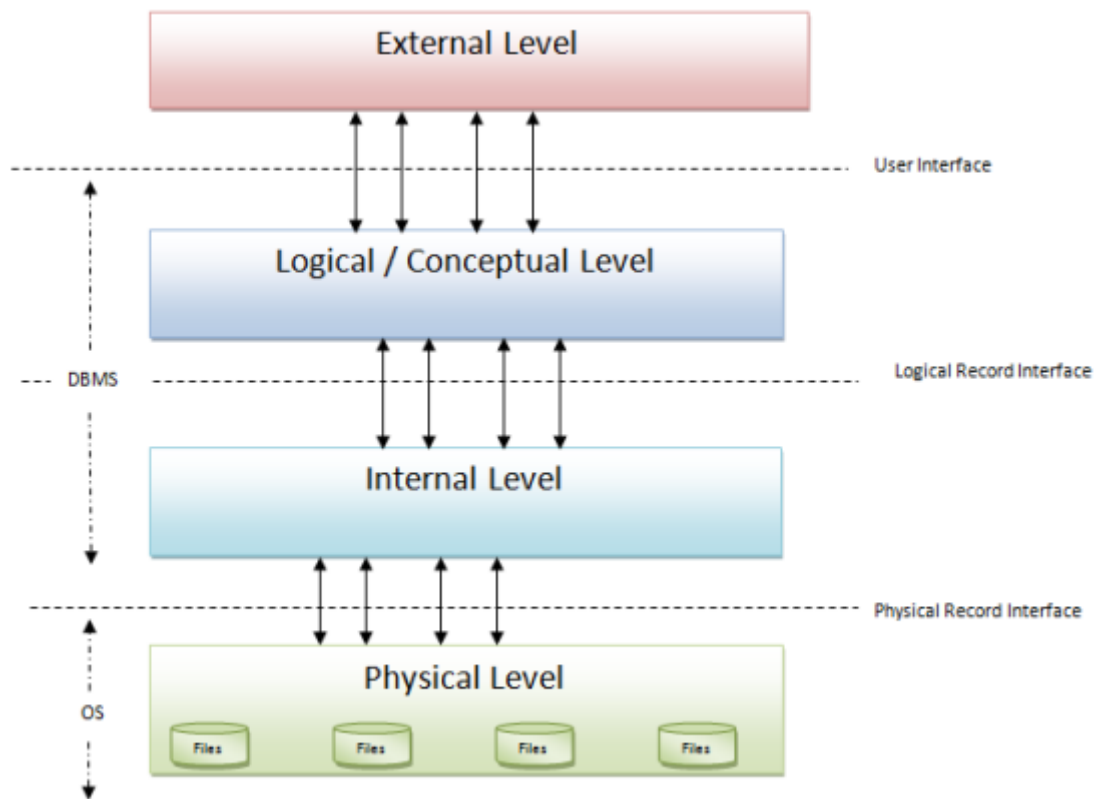 External Level
User Interface
Logical / Conceptual Level
DBMS
Logical Record Interface
Internal Level
Physical Record Interface
Physical Level
OS
Files
Files
Files
Files